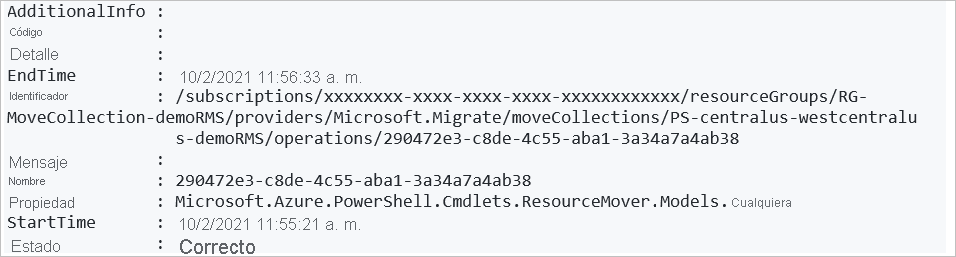 AdditionalInfo :
Código :
Detalle :
EndTime : 10/2/2021 11:56:33 a. m.
Identificador : /subscriptions/xxxxxxxx-xxxx-xxxx-xxxx-xxxxxxxxxxxx/resourceGroups/RG-
MoveCollection-demoRMS/providers/Microsoft.Migrate/moveCollections/PS-centralus-westcentralu
s-demoRMS/operations/290472e3-c8de-4c55-aba1-3a34a7a4ab38
Mensaje :
Nombre : 290472e3-c8de-4c55-aba1-3a34a7a4ab38
Propiedad : Microsoft.Azure.PowerShell.Cmdlets.ResourceMover.Models. Cualquiera
StartTime : 10/2/2021 11:55:21 a. m.
Estado : Correcto